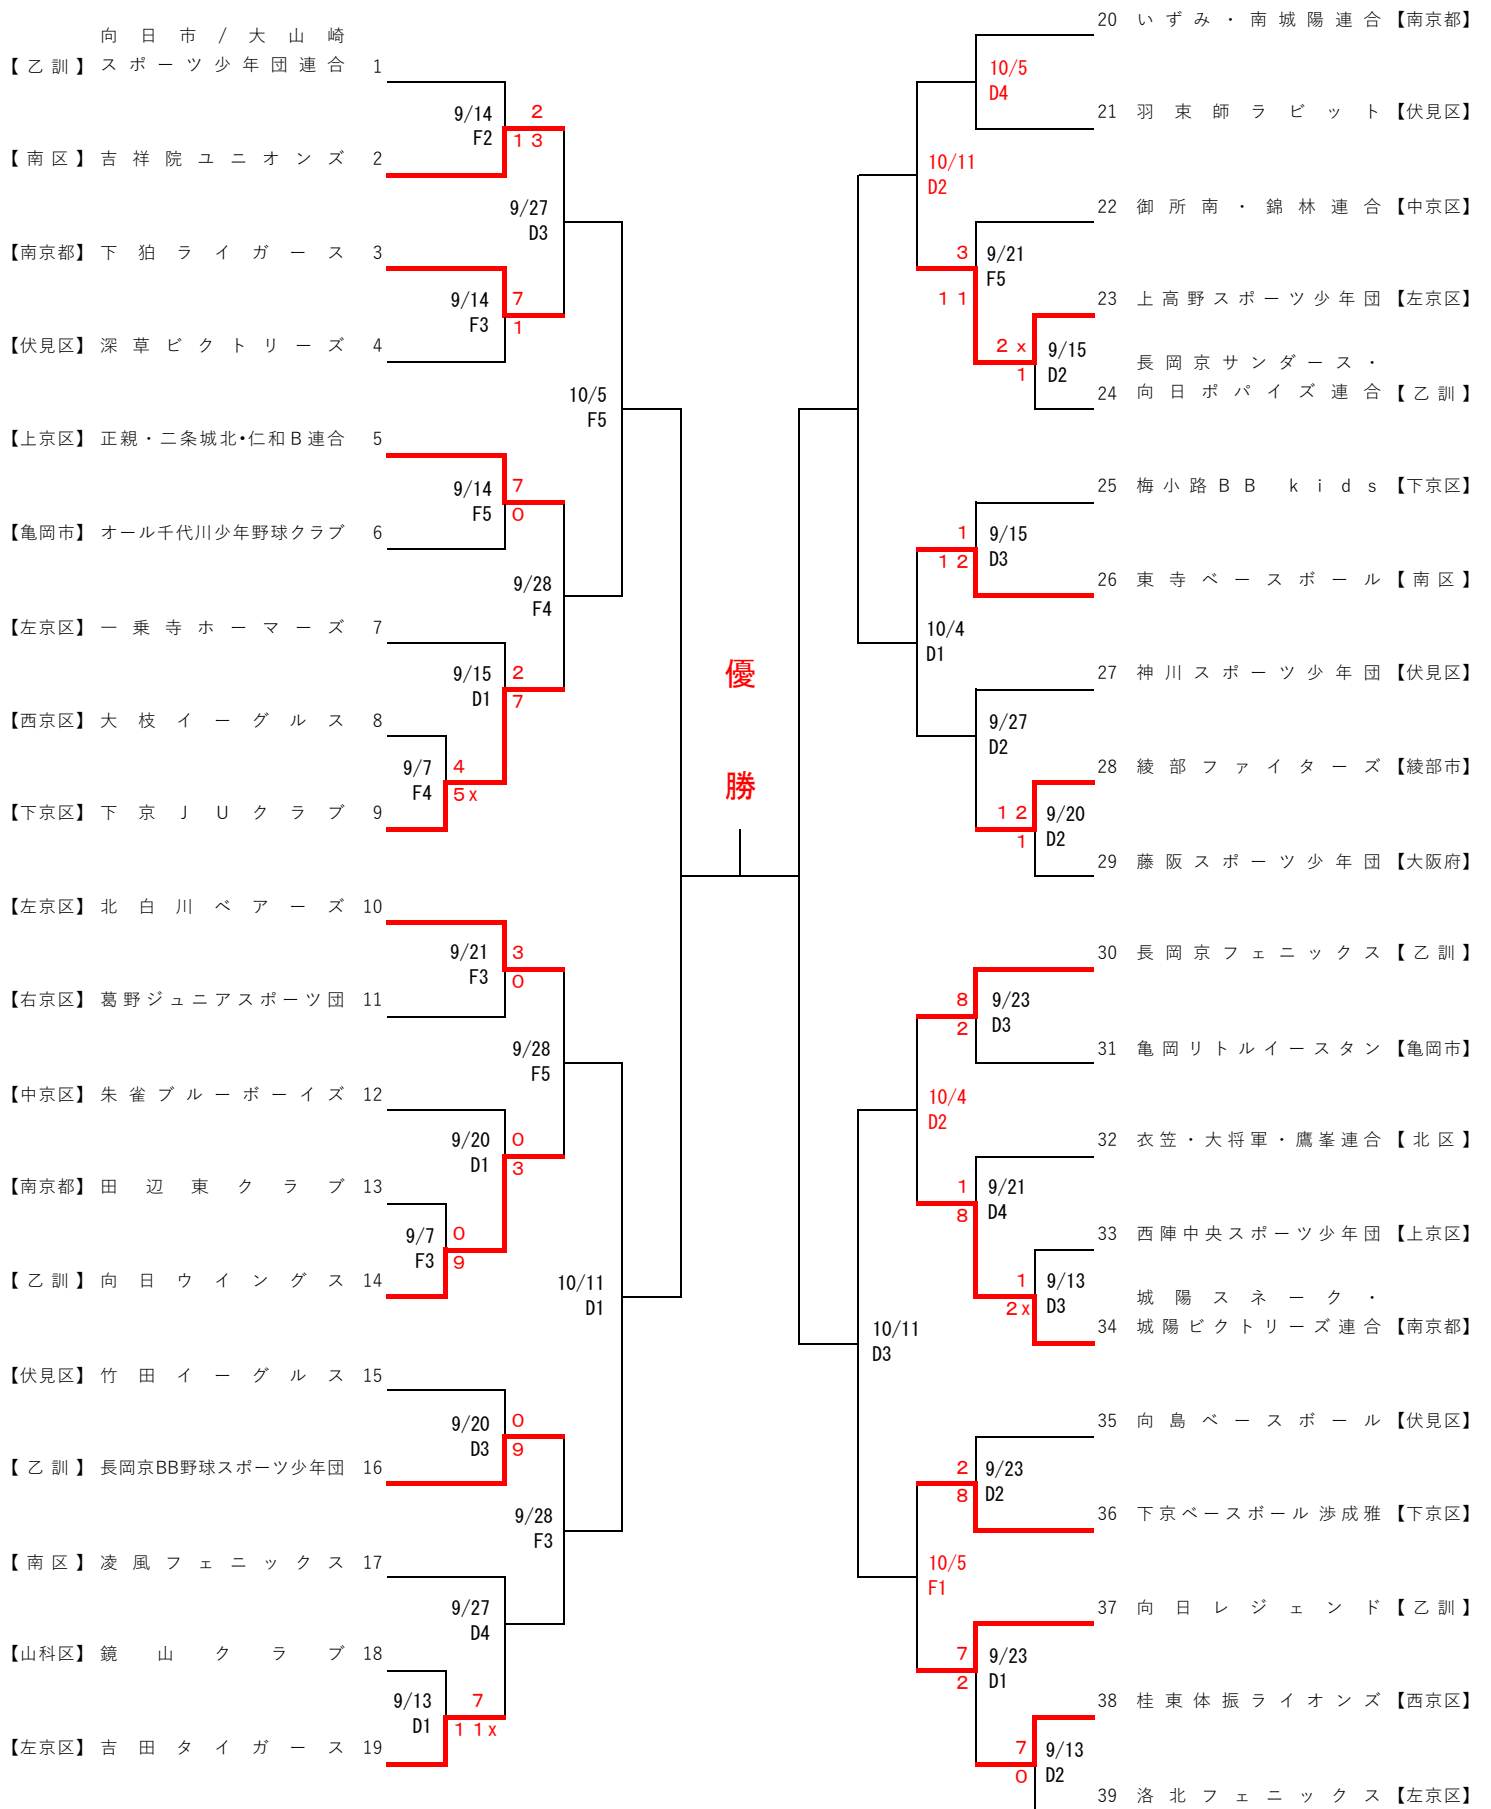 向日市/大山崎
【乙訓】スポーツ少年団連合 1
9/14
F2
2
13
【南区】吉祥院ユニオンズ 2
9/27
D3
【南京都】下狛ライガース 3
9/14
F3
7
1
【伏見区】深草ビクトリーズ 4
10/5
F5
【上京区】正親・二条城北・仁和B連合 5
9/14
F5
7
0
【亀岡市】オール千代川少年野球クラブ 6
9/28
F4
【左京区】一乗寺ホーマーズ 7
9/15
D1
2
7
【西京区】大枝イーグルス 8
9/7
F4
4
5x
【下京区】下京JUクラブ 9
【左京区】北白川ベアーズ 10
9/21
F3
3
0
【右京区】葛野ジュニアスポーツ団 11
9/28
F5
【中京区】朱雀ブルーボーイズ 12
9/20
D1
0
3
【南京都】田辺東クラブ 13
9/7
F3
0
9
【乙訓】向日ウイングス 14
10/11
D1
【伏見区】竹田イーグルス 15
9/20
D3
0
9
【乙訓】長岡京BB野球スポーツ少年団 16
9/28
F3
【南区】凌風フェニックス 17
9/27
D4
【山科区】鏡山クラブ 18
9/13
D1
7
11x
【左京区】吉田タイガース 19
優
勝
20 いずみ・南城陽連合【南京都】
10/5
D4
21 羽束師ラビット【伏見区】
10/11
D2
22 御所南・錦林連合【中京区】
3
11
9/21
F5
23 上高野スポーツ少年団【左京区】
2x
1
9/15
D2
長岡京サンダース・
24 向日ポパイズ連合【乙訓】
25 梅小路BB kids【下京区】
1
12
9/15
D3
26 東寺ベースボール【南区】
10/4
D1
27 神川スポーツ少年団【伏見区】
9/27
D2
28 綾部ファイターズ【綾部市】
12
1
9/20
D2
29 藤阪スポーツ少年団【大阪府】
30 長岡京フェニックス【乙訓】
8
2
9/23
D3
31 亀岡リトルイースタン【亀岡市】
10/4
D2
32 衣笠・大将軍・鷹峯連合【北区】
1
8
9/21
D4
33 西陣中央スポーツ少年団【上京区】
1
2x
9/13
D3
城陽スネーク・
34 城陽ビクトリーズ連合【南京都】
10/11
D3
35 向島ベースボール【伏見区】
2
8
9/23
D2
36 下京ベースボール渉成雅【下京区】
10/5
F1
37 向日レジェンド【乙訓】
7
2
9/23
D1
38 桂東体振ライオンズ【西京区】
7
0
9/13
D2
39 洛北フェニックス【左京区】